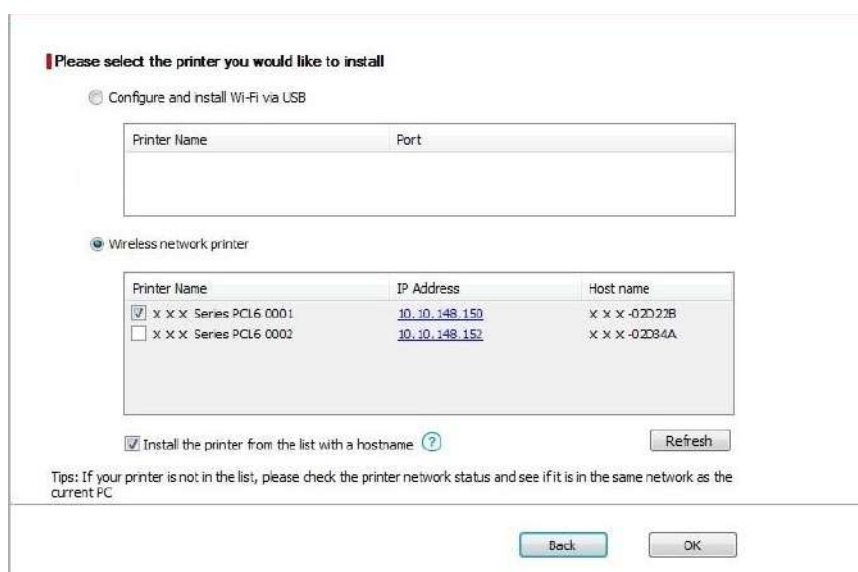 Please select the printer you would like to install
Configure and install Wi-Fi via USB
Printer Name Port
Wireless network printer
Printer Name IP Address Host name
X X X Series PCL6 0001 10.10.148.150 X X X -02D22B
X X X Series PCL6 0002 10.10.148.152 X X X -02D34A
Install the printer from the list with a hostname ? Refresh
Tips: If your printer is not in the list, please check the printer network status and see if it is in the same network as the
current PC
Back OK